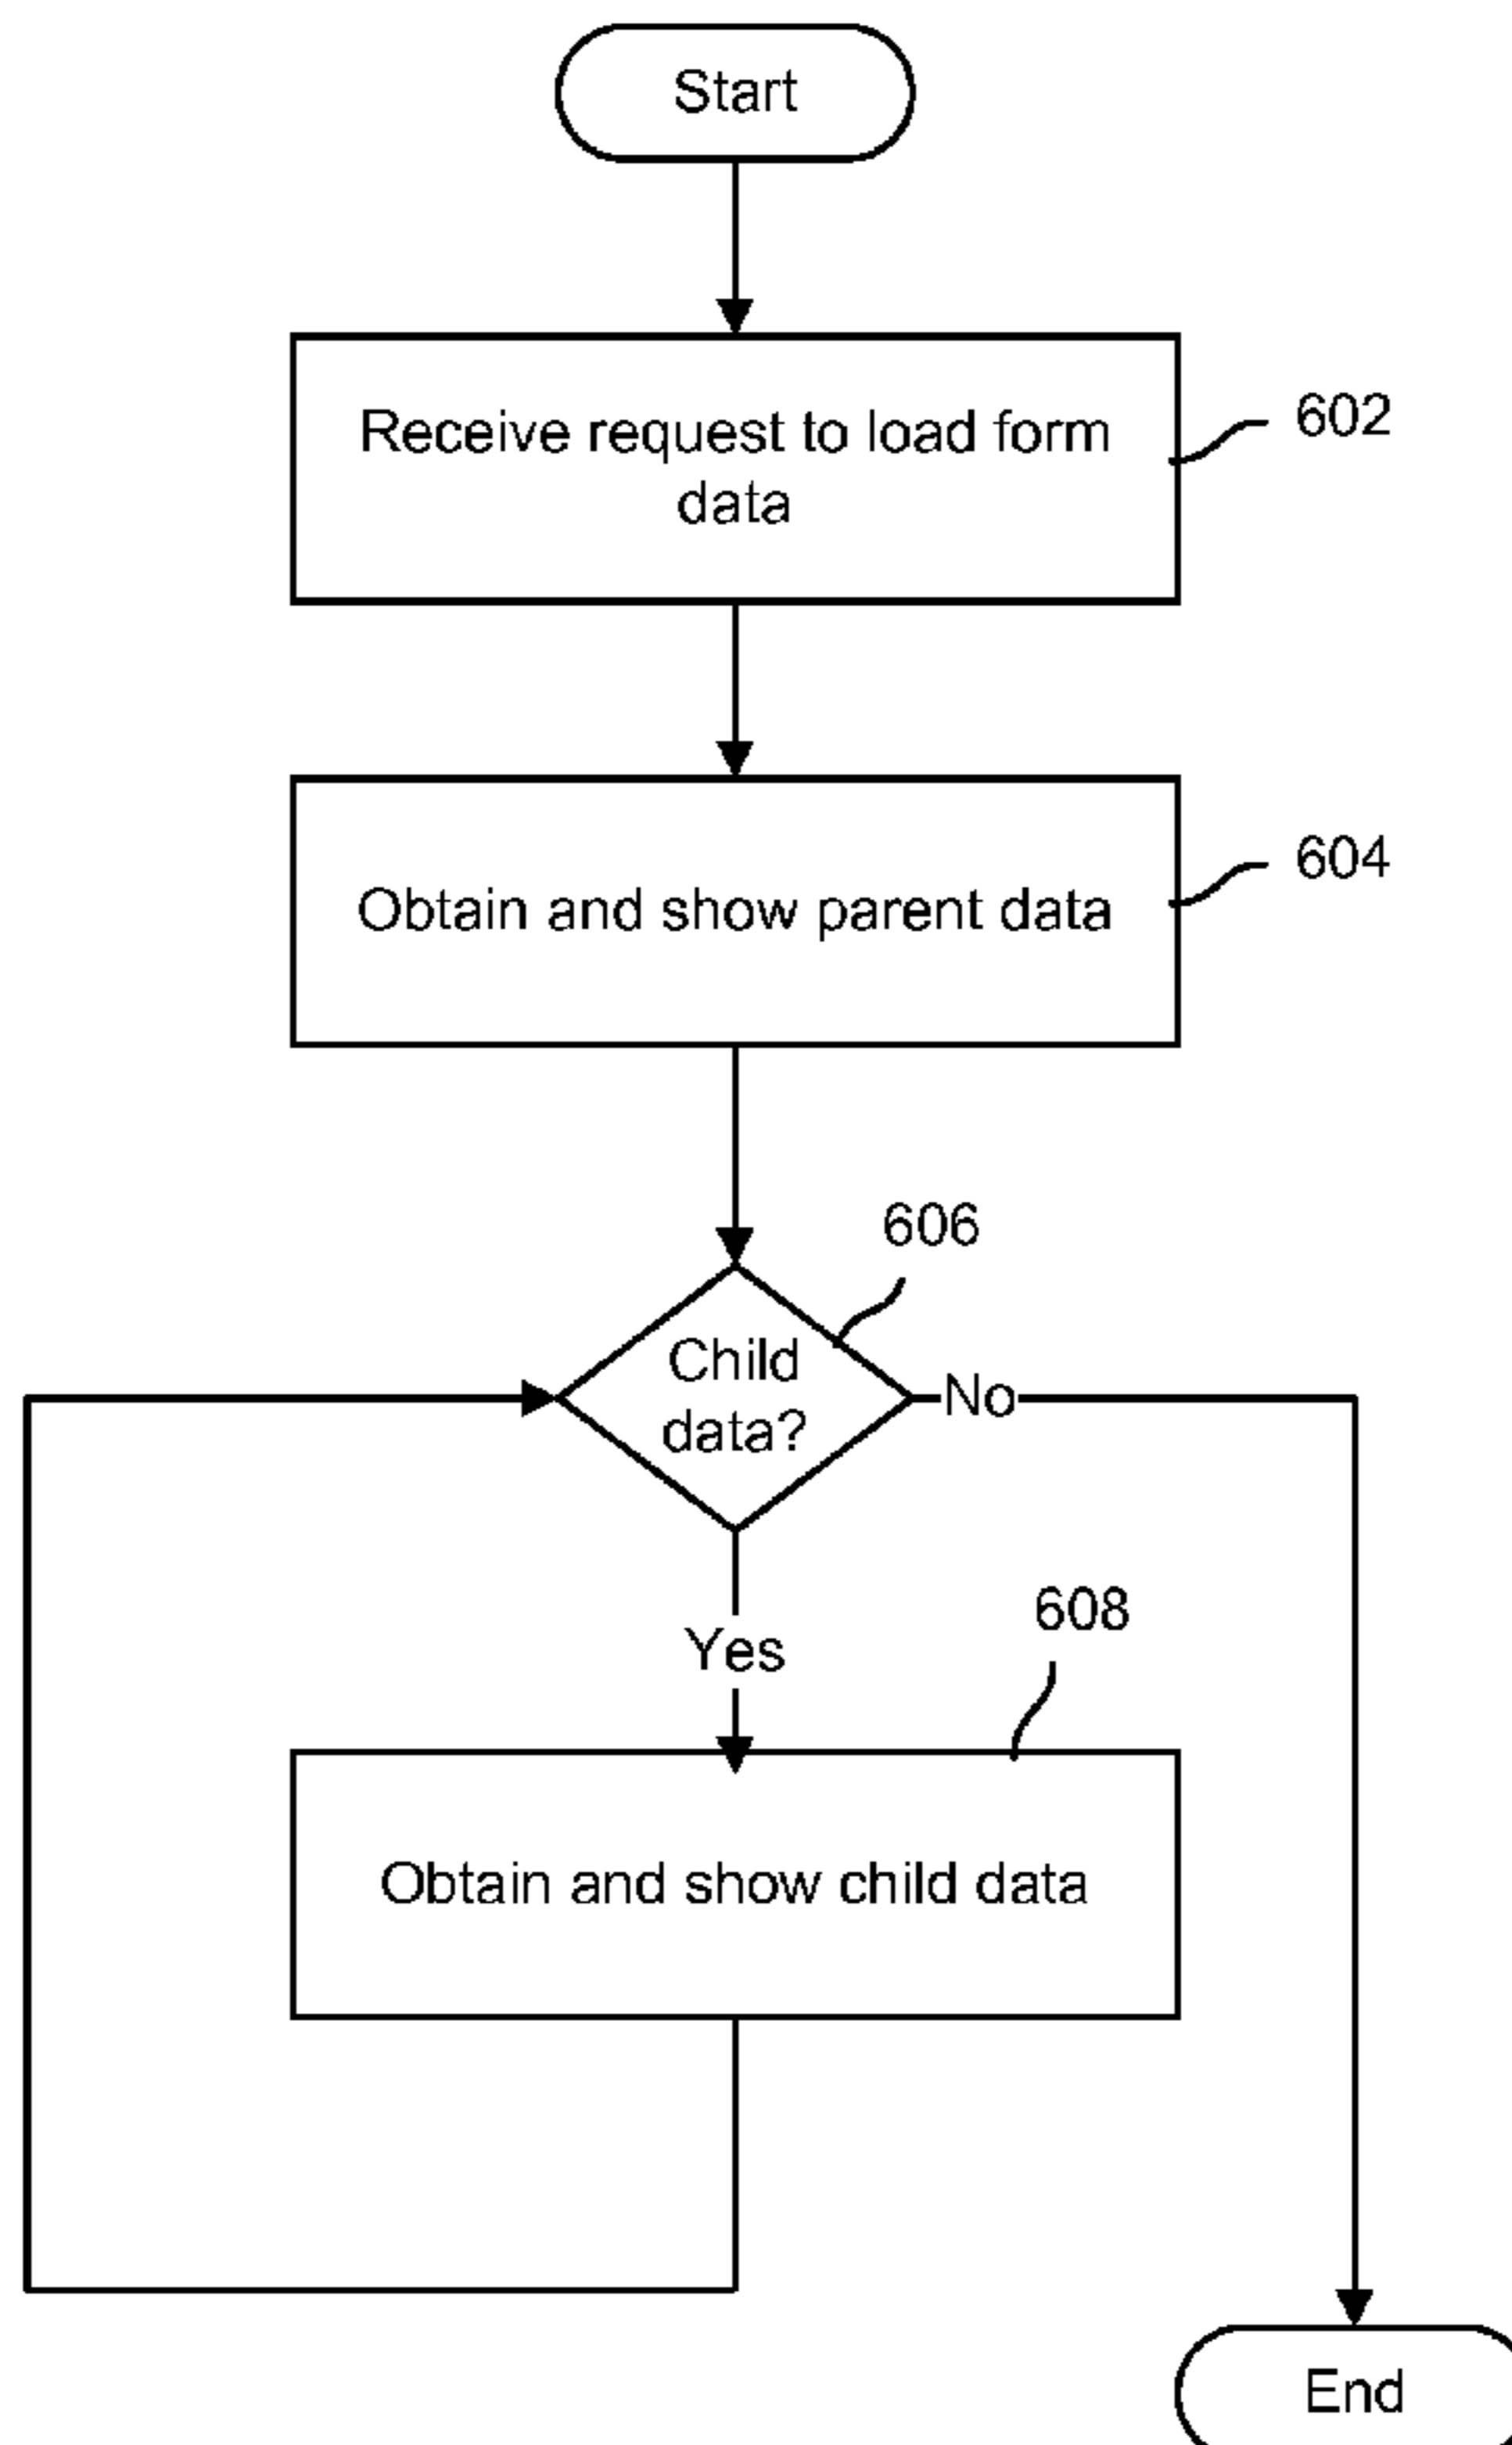 Start
Receive request to load form
data
602
Obtain and show parent data
604
606
Child
data?
No
Yes
608
Obtain and show child data
End